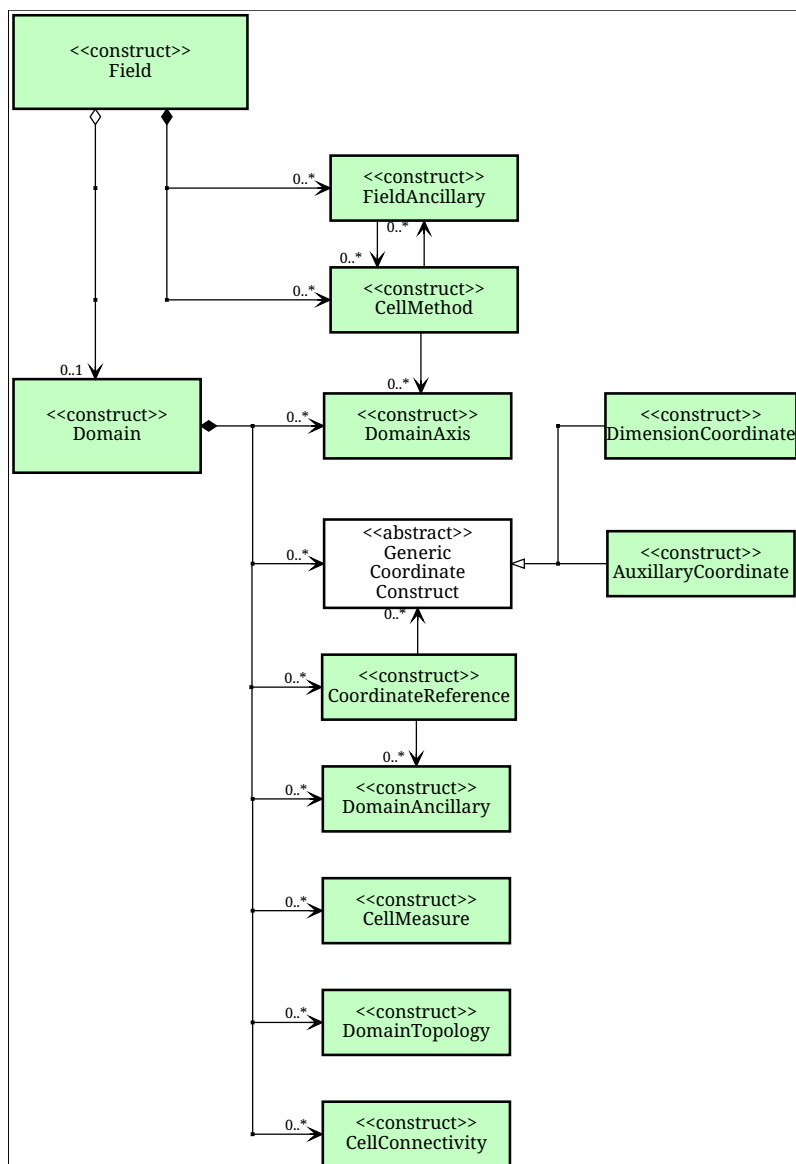 <<construct>>
Field
0..*
<<construct>>
FieldAncillary
0..*
0..*
0..*
<<construct>>
CellMethod
0..1
0..*
<<construct>>
Domain
0..*
<<construct>>
DomainAxis
<<construct>>
DimensionCoordinate
0..*
<<abstract>>
Generic
Coordinate
Construct
<<construct>>
AuxillaryCoordinate
0..*
0..*
<<construct>>
CoordinateReference
0..*
0..*
<<construct>>
DomainAncillary
0..*
<<construct>>
CellMeasure
0..*
<<construct>>
DomainTopology
0..*
<<construct>>
CellConnectivity